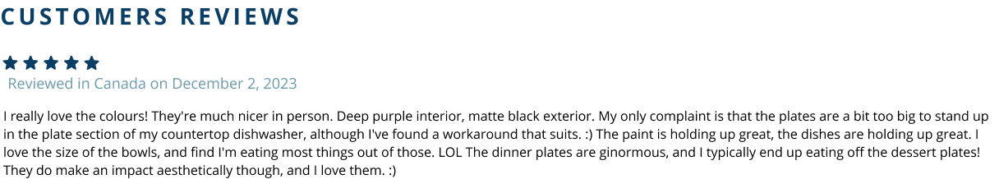 CUSTOMERS REVIEWS
Reviewed in Canada on December 2, 2023
I really love the colours! They're much nicer in person. Deep purple interior, matte black exterior. My only complaint is that the plates are a bit too big to stand up
in the plate section of my countertop dishwasher, although I've found a workaround that suits. :) The paint is holding up great, the dishes are holding up great. I
love the size of the bowls, and find I'm eating most things out of those. LOL The dinner plates are ginormous, and I typically end up eating off the dessert plates!
They do make an impact aesthetically though, and I love them. :)